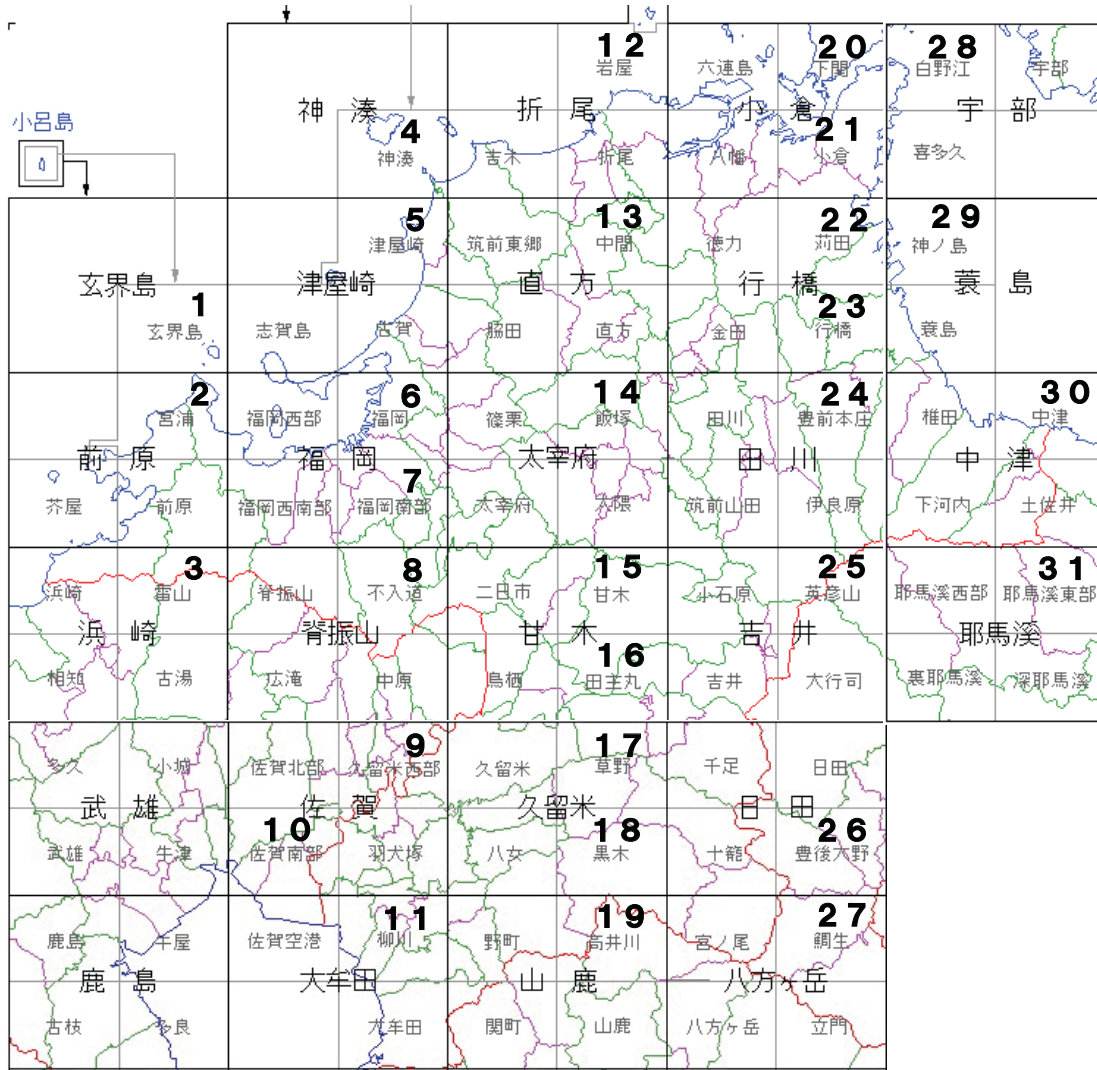 12 20 28
岩屋 六連島 下関 白野江 宇部
神 湊 折 尾 小 倉 宇 部
小呂島
4 21
神湊 吉木 折尾 八幡 小倉 喜多久
5 13 22 29
津屋崎 筑前東郷 中間 徳力 苅田 神ノ島
玄界島 津屋崎 直 方 行 橋 蓑 島
1 23
玄界島 志賀島 古賀 脇田 直方 金田 行橋 蓑島
2 6 14 24 30
宮浦 福岡西部 福岡 篠栗 飯塚 田川 豊前本庄 椎田 中津
前 原 福 岡 太宰府 田 川 中 津
7
芥屋 前原 福岡西南部 福岡南部 太宰府 大隈 筑前山田 伊良原 下河内 土佐井
3 8 15 25 31
浜崎 雷山 脊振山 不入道 二日市 甘木 小石原 英彦山 耶馬溪西部 耶馬溪東部
浜 崎 脊振山 甘 木 吉 井 耶馬溪
16
相知 古湯 広滝 中原 鳥栖 田主丸 吉井 大行司 裏耶馬溪 深耶馬溪
9 17
多久 小城 佐賀北部 久留米西部 久留米 草野 千足 日田
武 雄 佐 賀 久留米 日 田
10 18 26
武雄 牛津 佐賀南部 羽犬塚 八女 黒木 十籠 豊後大野
11 19 27
鹿島 牛屋 佐賀空港 柳川 野町 高井川 宮ノ尾 鯛生
鹿 島 大牟田 山 鹿 八方ヶ岳
古枝 多良 大牟田 関町 山鹿 八方ヶ岳 立門